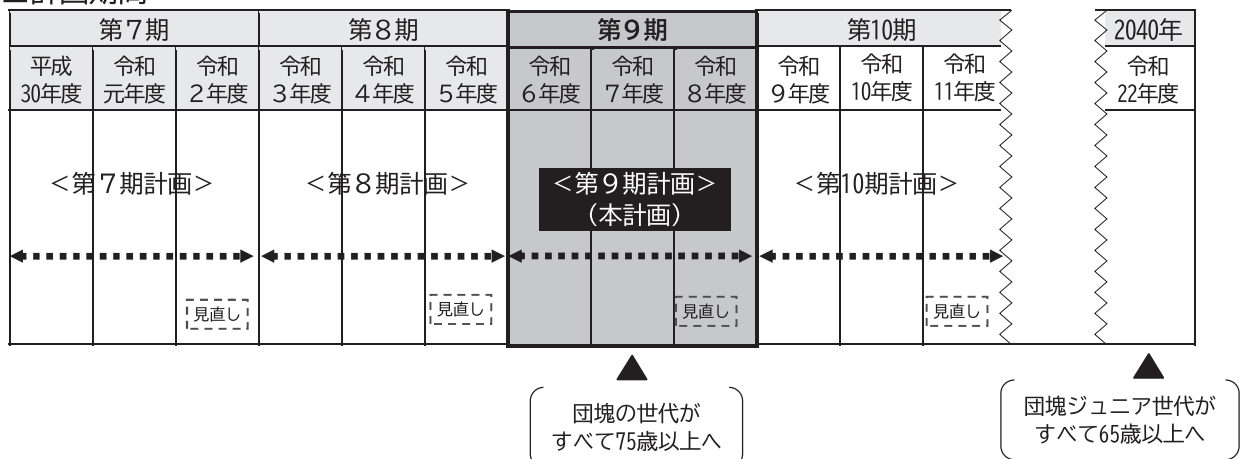 第7期 第8期 第9期 第10期 2040年
平成 令和 令和 令和 令和 令和 令和 令和 令和 令和 令和 令和 令和
30年度 元年度 2年度 3年度 4年度 5年度 6年度 7年度 8年度 9年度 10年度 11年度 22年度
<第7期計画> <第8期計画> <第9期計画> <第10期計画>
(本計画)
見直し 見直し 見直し 見直し
団塊の世代が
すべて75歳以上へ
団塊ジュニア世代が
すべて65歳以上へ